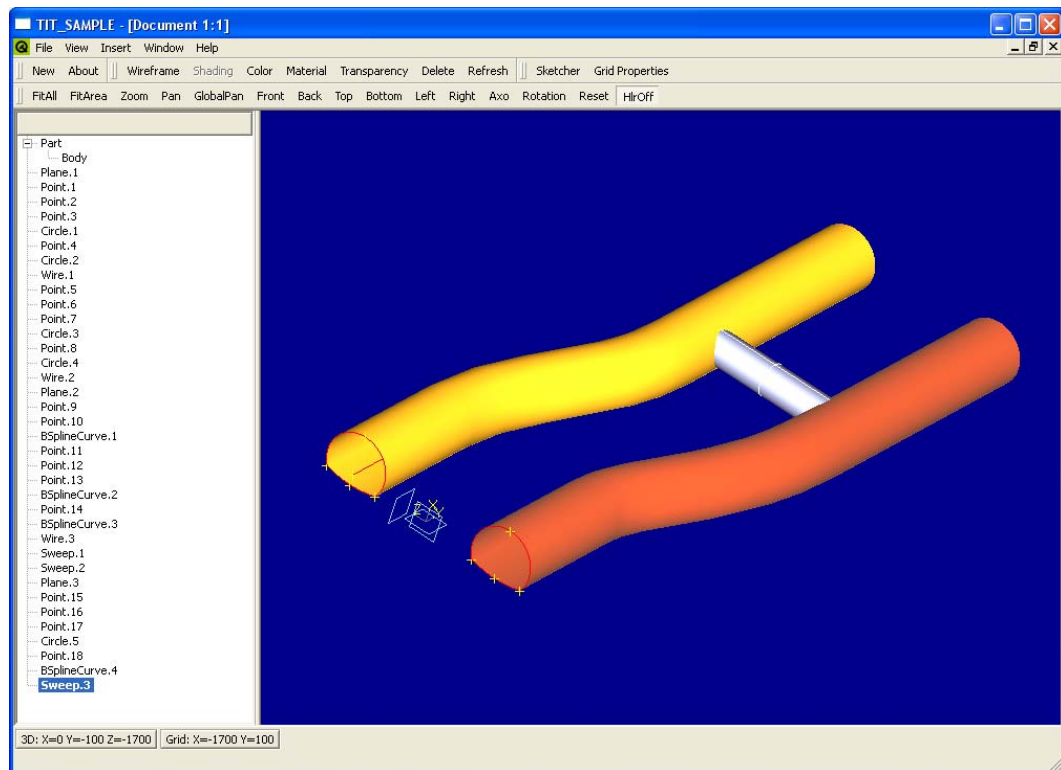 TIT_SAMPLE - [Document 1:1]
File View Insert Window Help
New About Wireframe Shading Color Material Transparency Delete Refresh Sketcher Grid Properties
FitAll FitArea Zoom Pan GlobalPan Front Back Top Bottom Left Right Axo Rotation Reset HlrOff
Part
Body
Plane.1
Point.1
Point.2
Point.3
Circle.1
Point.4
Circle.2
Wire.1
Point.5
Point.6
Point.7
Circle.3
Point.8
Circle.4
Wire.2
Plane.2
Point.9
Point.10
BSplineCurve.1
Point.11
Point.12
Point.13
BSplineCurve.2
Point.14
BSplineCurve.3
Wire.3
Sweep.1
Sweep.2
Plane.3
Point.15
Point.16
Point.17
Circle.5
Point.18
BSplineCurve.4
Sweep.3
3D: X=0 Y=-100 Z=-1700 Grid: X=-1700 Y=100